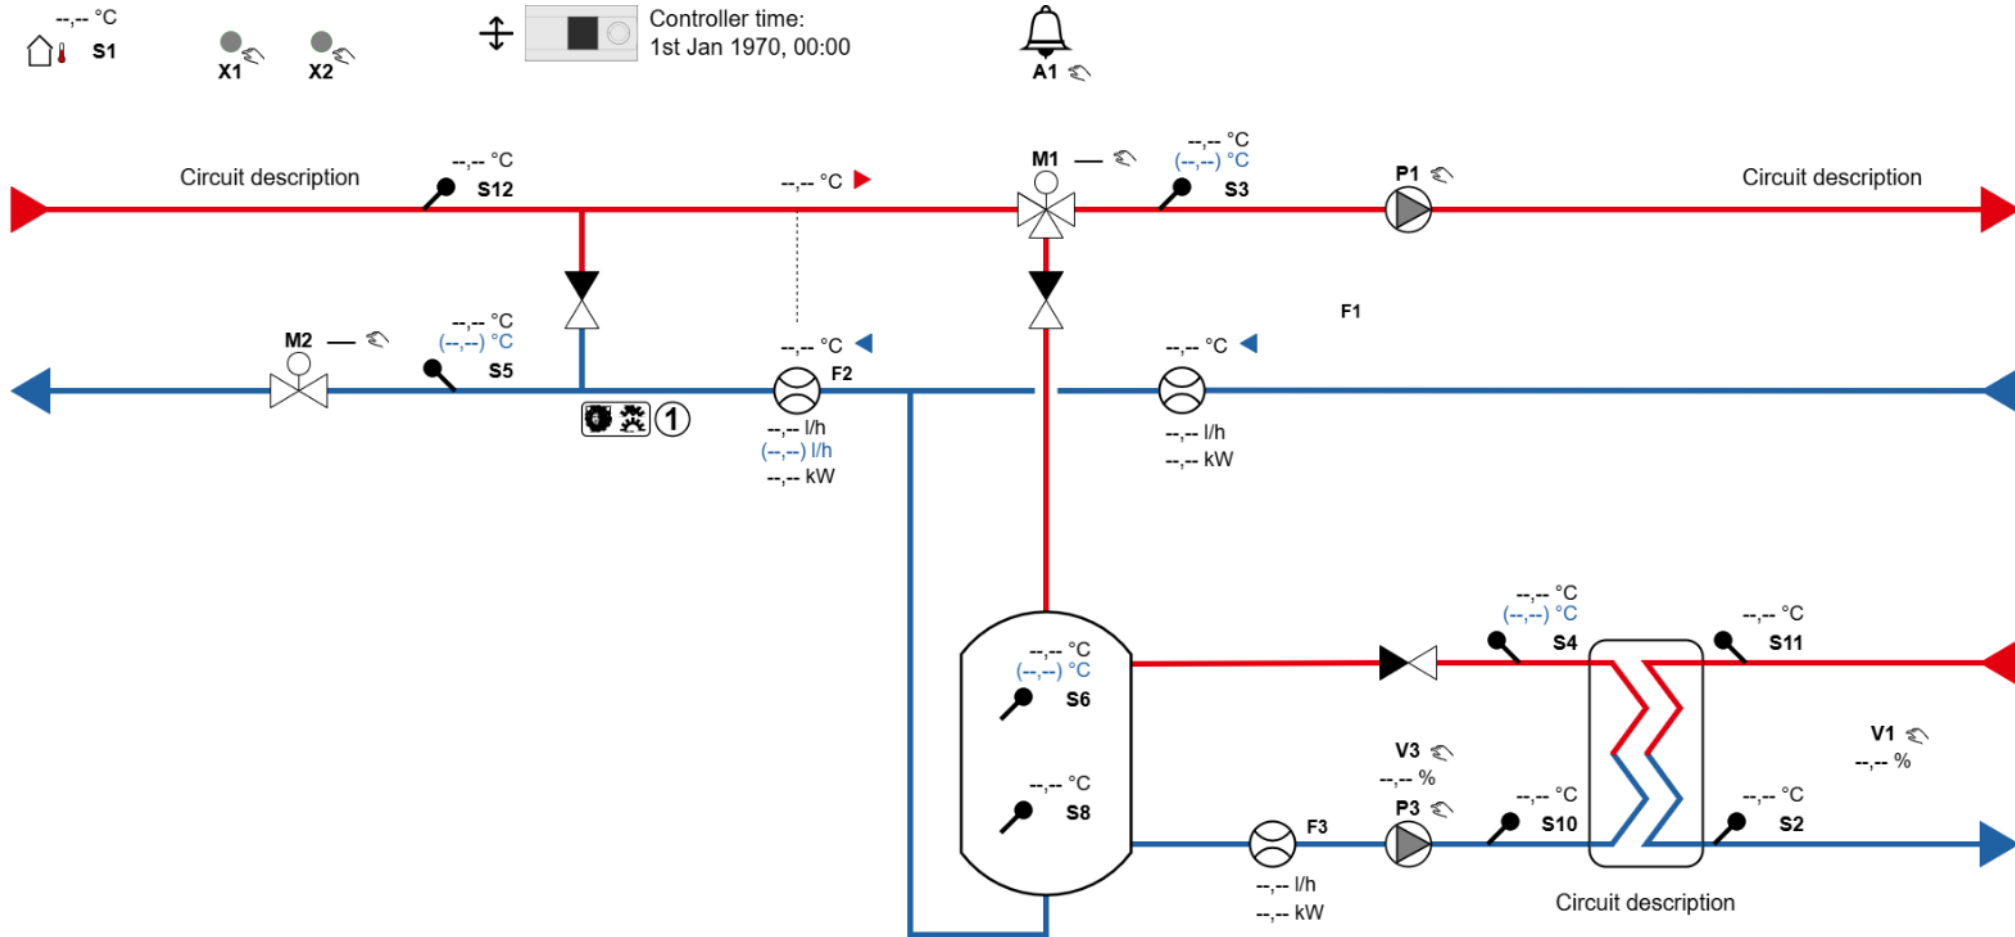 --,-- °C
S1
X1
X2
Controller time:
1st Jan 1970, 00:00
A1
Circuit description
--,-- °C
S12
--,-- °C
M1
--,-- °C
(--,--) °C
S3
P1
Circuit description
M2
--,-- °C
(--,--) °C
S5
--,-- °C
F2
--,-- l/h
(--,--) l/h
--,-- kW
1
--,-- °C
F1
--,-- l/h
--,-- kW
--,-- °C
(--,--) °C
S6
--,-- °C
S8
--,-- °C
(--,--) °C
S4
--,-- °C
S11
V3
--,-- %
P3
V1
--,-- %
F3
--,-- l/h
--,-- kW
--,-- °C
S10
--,-- °C
S2
Circuit description